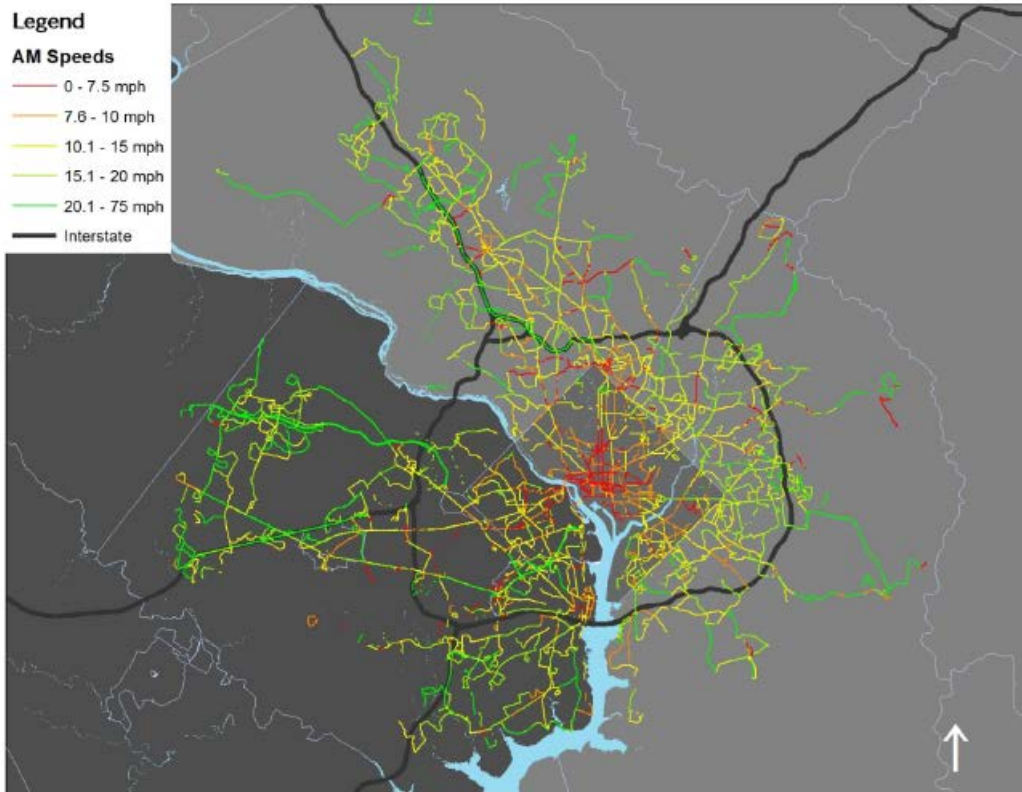 Legend
AM Speeds
0 - 7.5 mph
7.6 - 10 mph
10.1 - 15 mph
15.1 - 20 mph
20.1 - 75 mph
Interstate